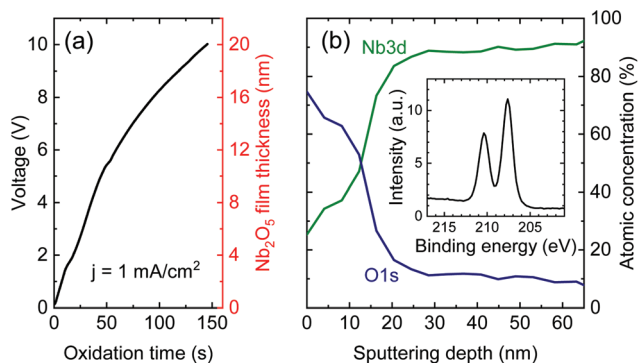 (a)
10
8
6
4
2
0
Voltage (V)
0 50 100 150
Oxidation time (s)
20
16
12
8
4
0
Nb2O5 film thickness (nm)
j = 1 mA/cm²
(b)
Nb3d
O1s
0 10 20 30 40 50 60
Sputtering depth (nm)
100
80
60
40
20
0
Atomic concentration (%)
10
5
0
Intensity (a.u.)
215 210 205
Binding energy (eV)